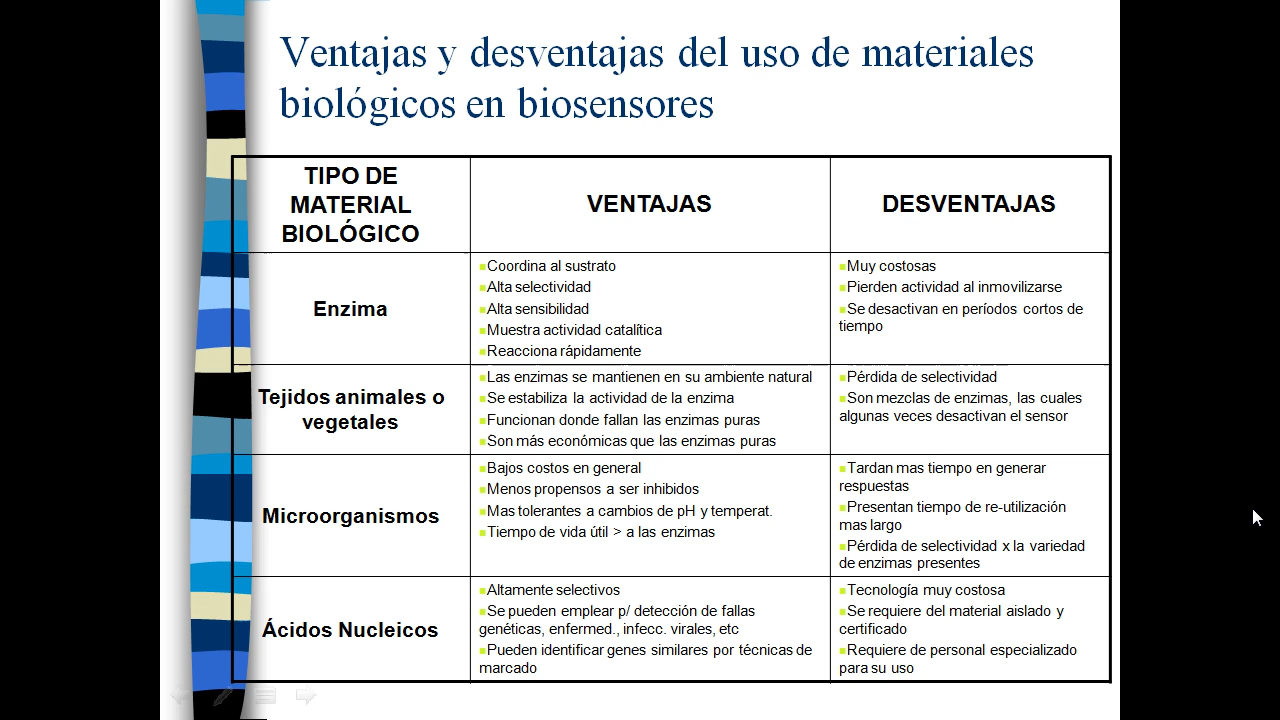 Ventajas y desventajas del uso de materiales
biológicos en biosensores
TIPO DE
MATERIAL
BIOLÓGICO
VENTAJAS
DESVENTAJAS
Enzima
Coordina al sustrato
Alta selectividad
Alta sensibilidad
Muestra actividad catalítica
Reacciona rápidamente
Muy costosas
Pierden actividad al inmovilizarse
Se desactivan en períodos cortos de
tiempo
Tejidos animales o
vegetales
Las enzimas se mantienen en su ambiente natural
Se estabiliza la actividad de la enzima
Funcionan donde fallan las enzimas puras
Son más económicas que las enzimas puras
Pérdida de selectividad
Son mezclas de enzimas, las cuales
algunas veces desactivan el sensor
Microorganismos
Bajos costos en general
Menos propensos a ser inhibidos
Mas tolerantes a cambios de pH y temperat.
Tiempo de vida útil > a las enzimas
Tardan mas tiempo en generar
respuestas
Presentan tiempo de re-utilización
mas largo
Pérdida de selectividad x la variedad
de enzimas presentes
Ácidos Nucleicos
Altamente selectivos
Se pueden emplear p/ detección de fallas
genéticas, enfermed., infecc. virales, etc
Pueden identificar genes similares por técnicas de
marcado
Tecnología muy costosa
Se requiere del material aislado y
certificado
Requiere de personal especializado
para su uso